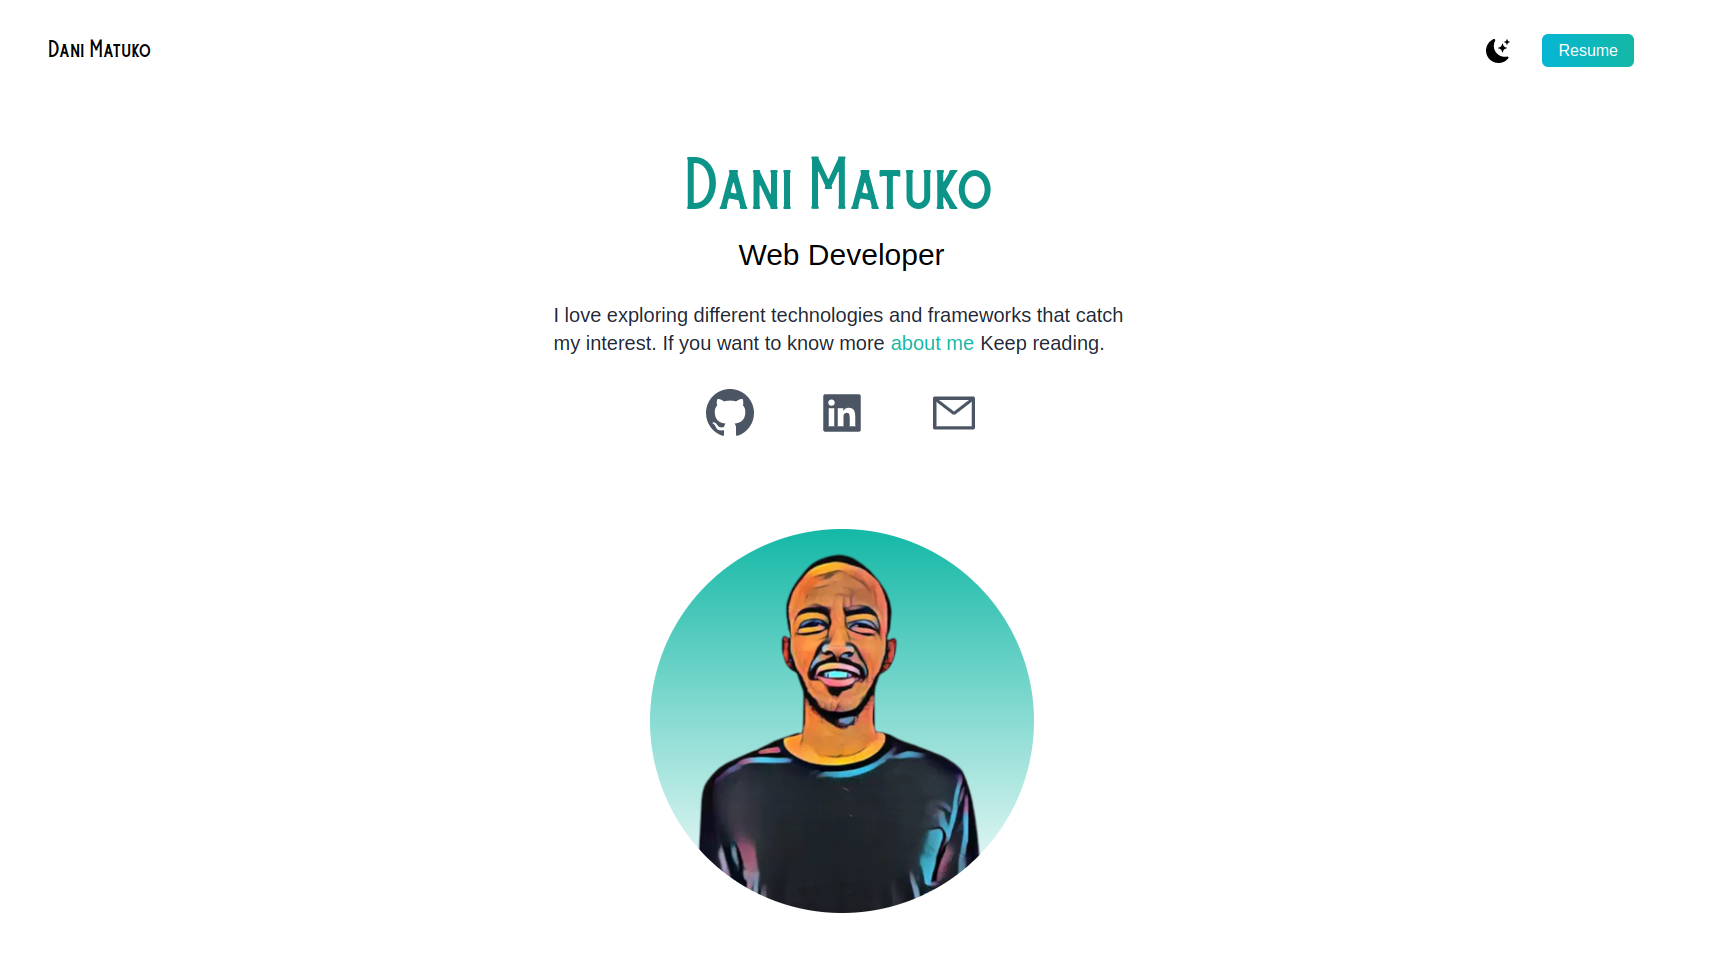 Dani Matuko
Resume
Dani Matuko
Web Developer
I love exploring different technologies and frameworks that catch
my interest. If you want to know more about me Keep reading.
in